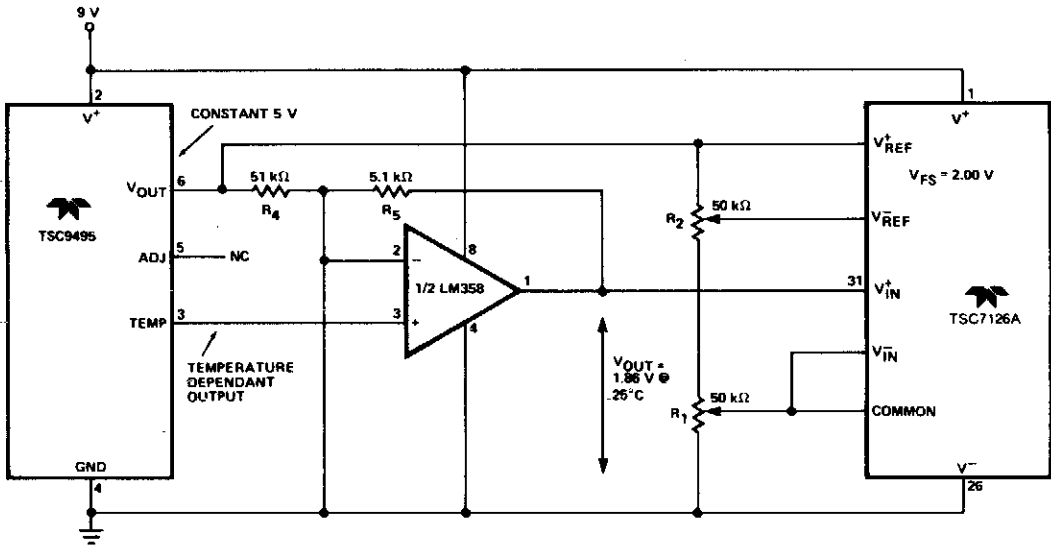 9 V
2
V+
CONSTANT 5 V
VOUT
6
51 kΩ
R4
5.1 kΩ
R5
TSC9495
ADJ
5
NC
TEMP
3
TEMPERATURE
DEPENDANT
OUTPUT
GND
4
2
−
8
1/2 LM358
1
3
+
4
VOUT =
1.86 V @
25°C
50 kΩ
R2
50 kΩ
R1
1
V+
V+REF
VFS = 2.00 V
V−REF
31
V+IN
TSC7126A
V−IN
COMMON
V−
26